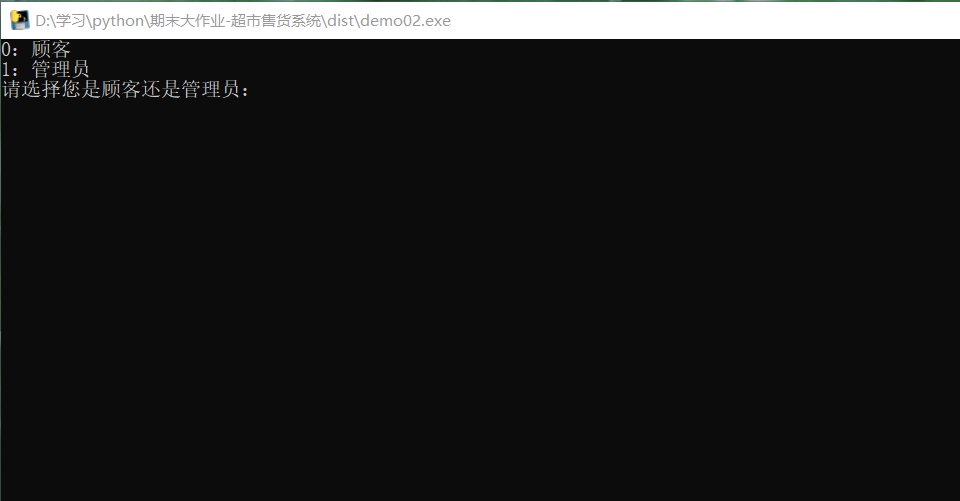 D:\学习\python\期末大作业-超市售货系统\dist\demo02.exe
0：顾客
1：管理员
请选择您是顾客还是管理员：